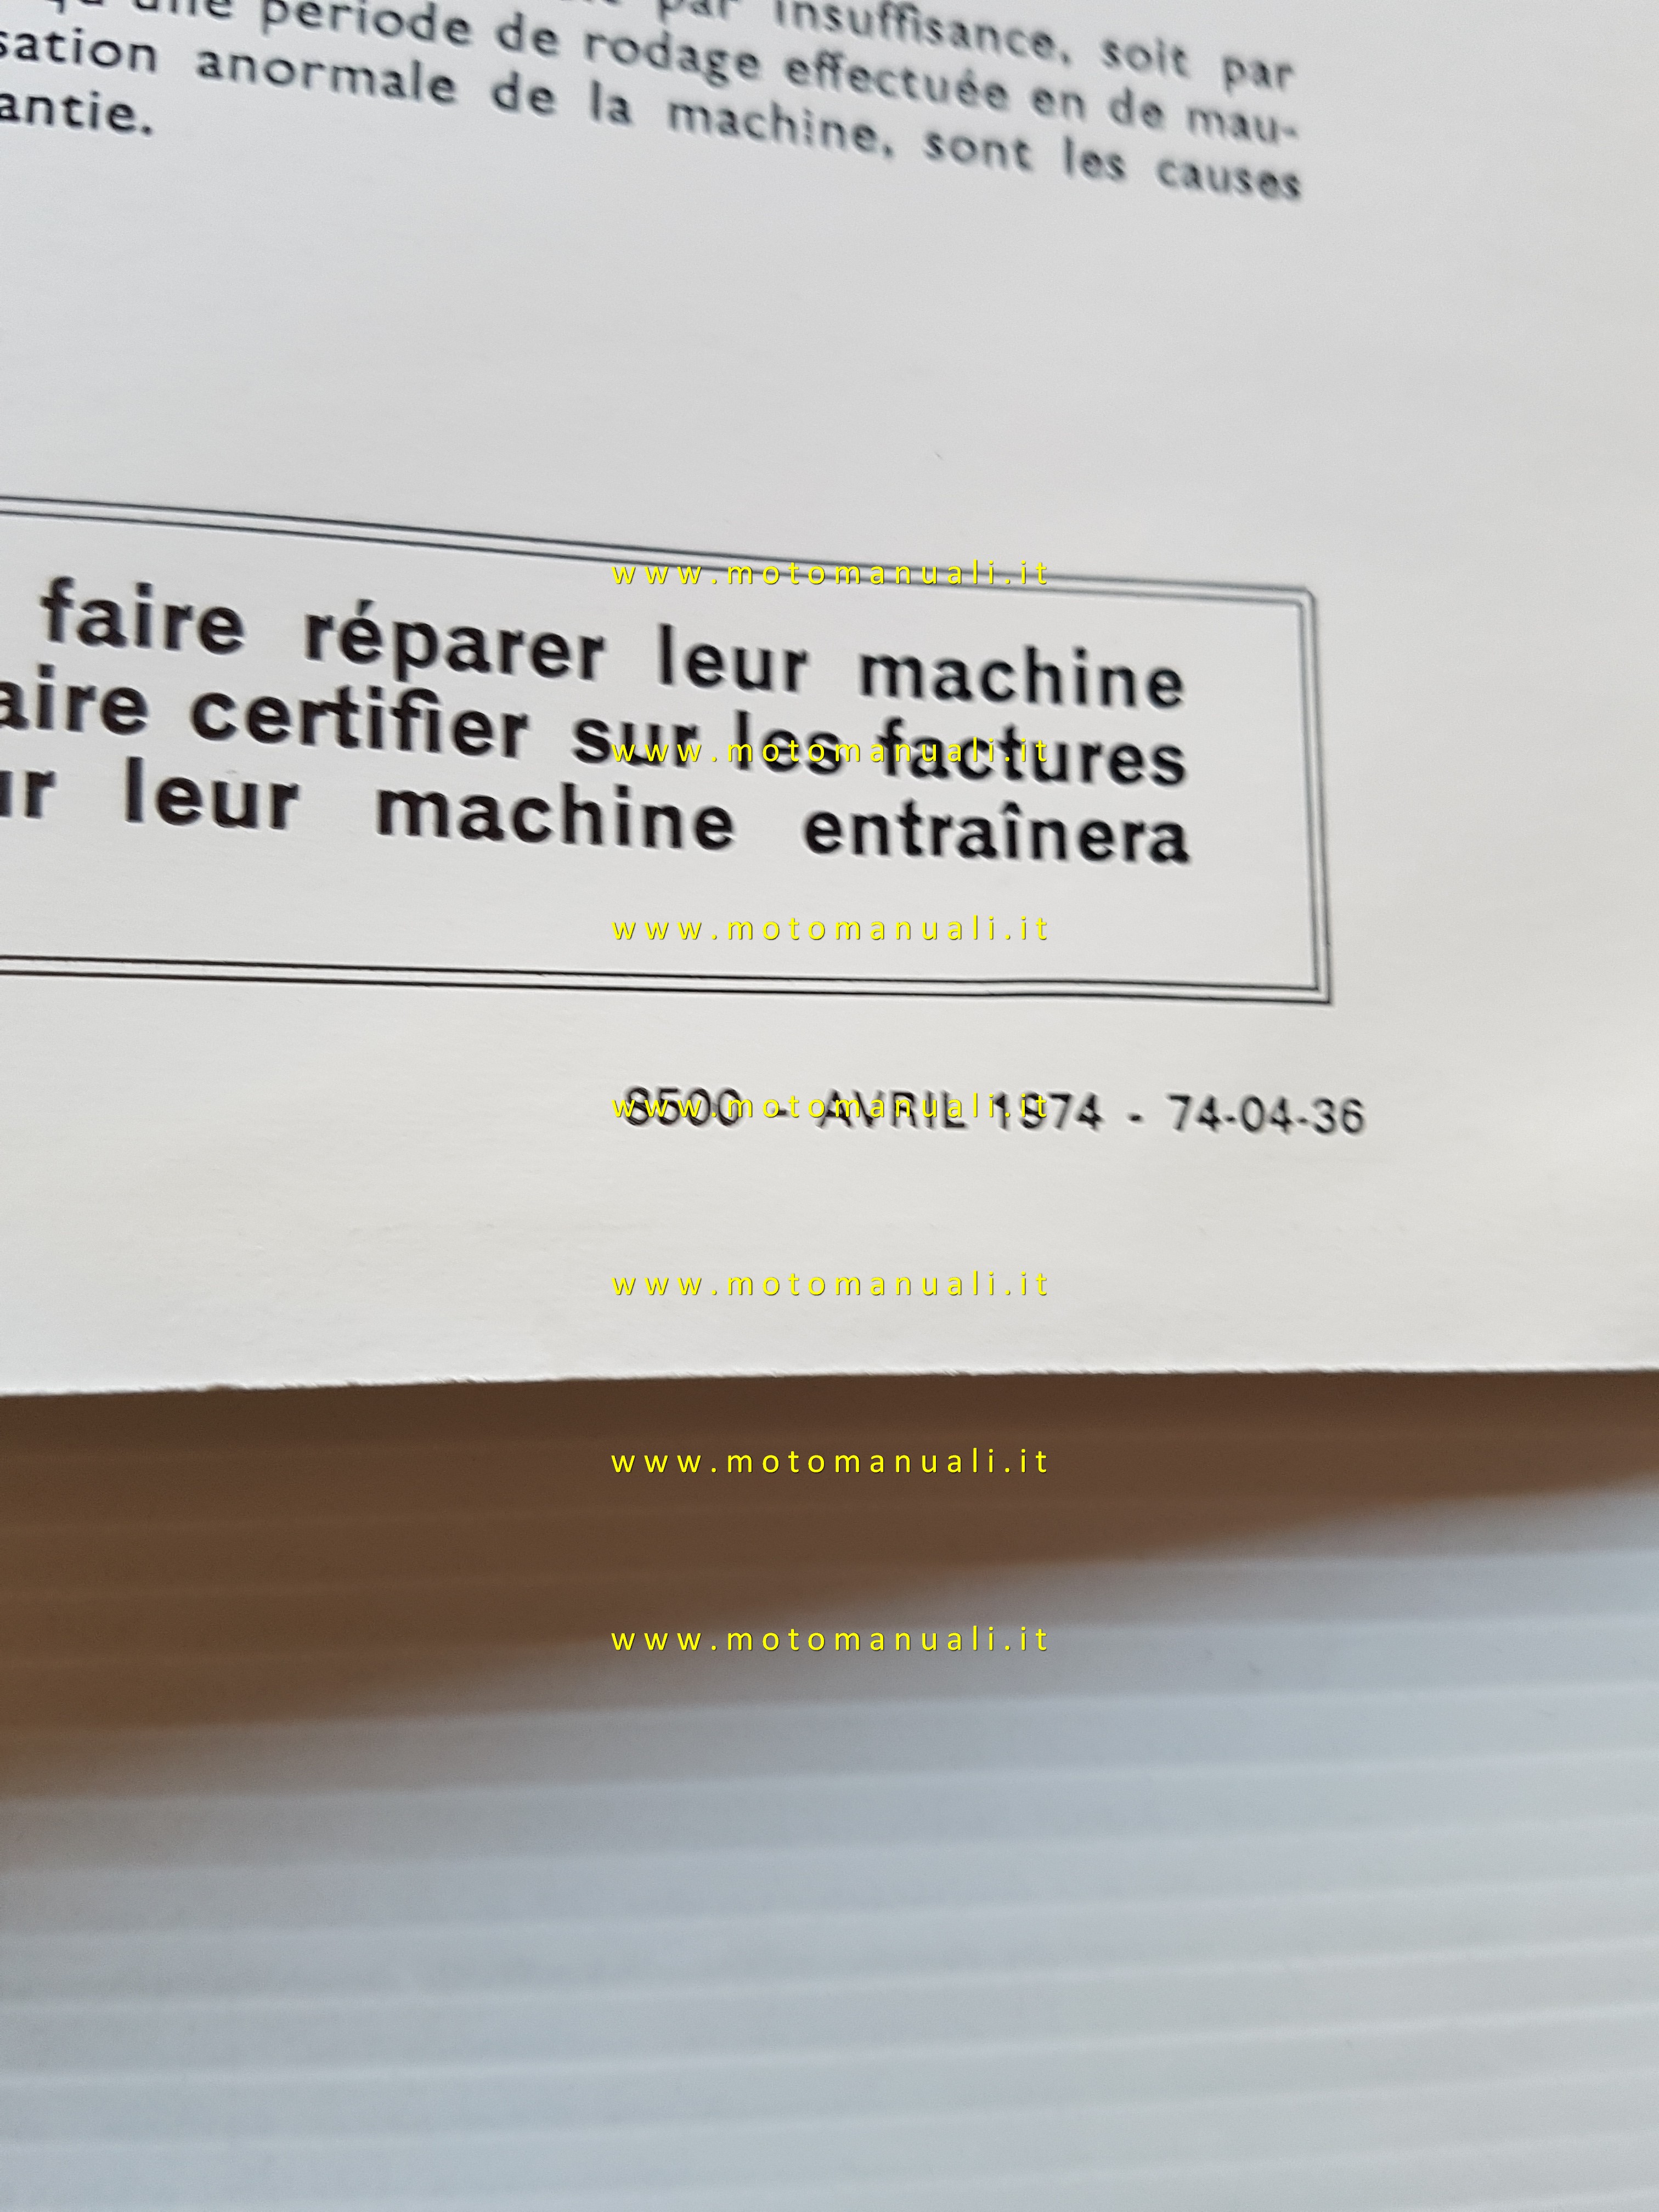 par insuffisance, soit par
période de rodage effectuée en de mau-
sation anormale de la machine, sont les causes
antie.
faire réparer leur machine
aire certifier sur les factures
ur leur machine entraînera
8500 - AVRIL 1974 - 74-04-36
www.motomanuali.it
www.motomanuali.it
www.motomanuali.it
www.motomanuali.it
www.motomanuali.it
www.motomanuali.it
www.motomanuali.it